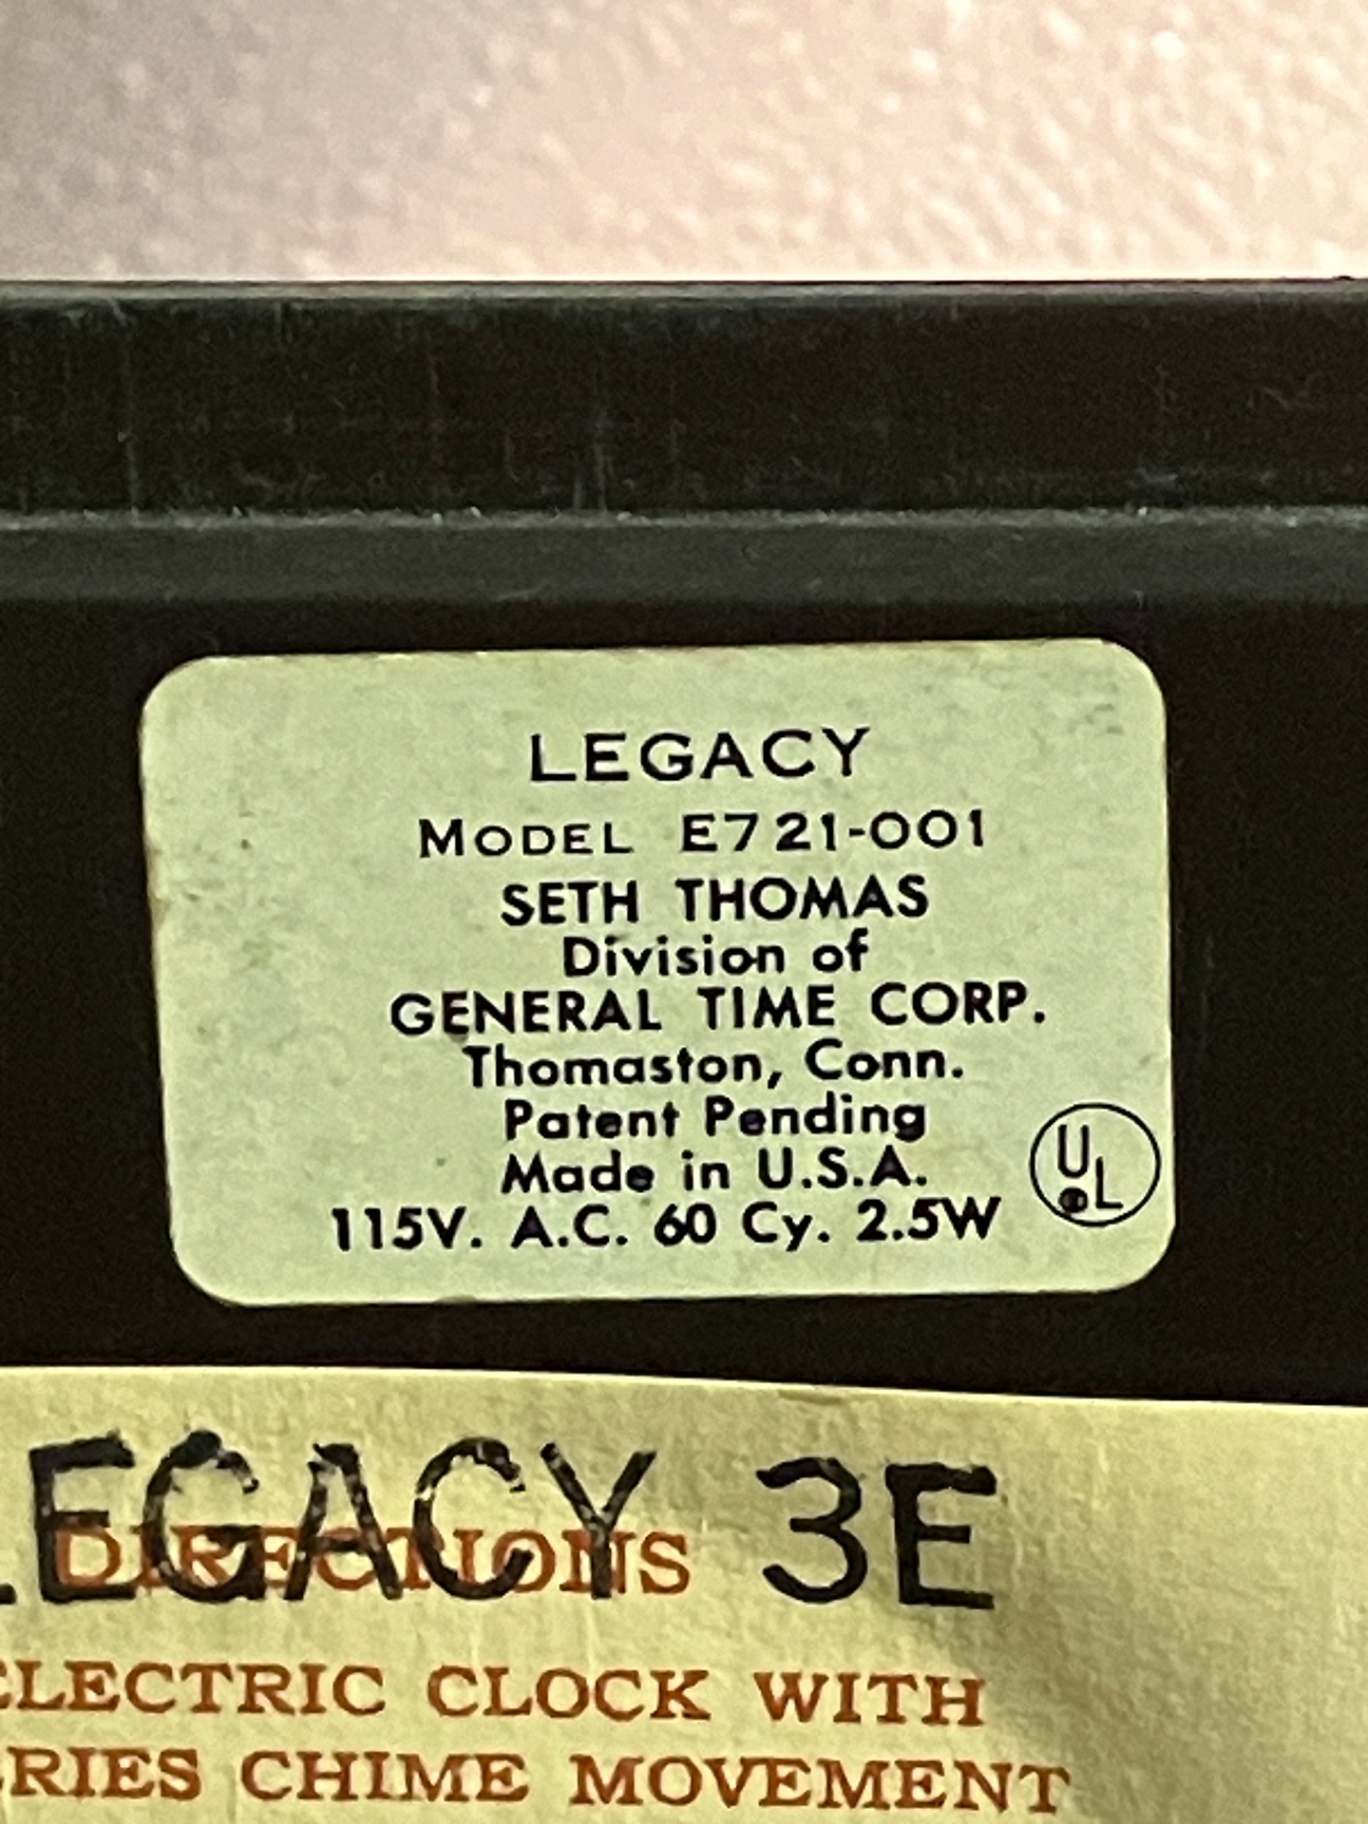 LEGACY
MODEL E721-001
SETH THOMAS
Division of
GENERAL TIME CORP.
Thomaston, Conn.
Patent Pending
Made in U.S.A.
115V. A.C. 60 Cy. 2.5W
UL
LEGACY 3E
DIRECTIONS
ELECTRIC CLOCK WITH
RIES CHIME MOVEMENT